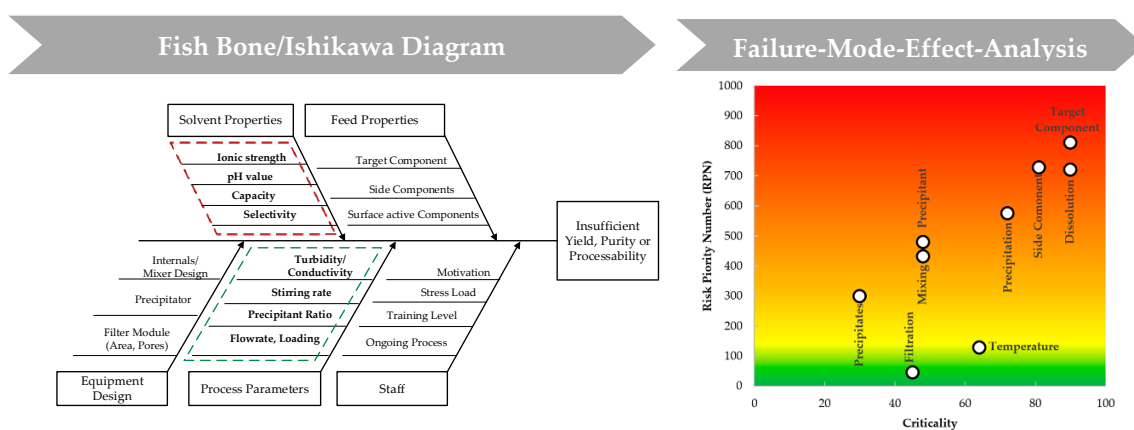 Fish Bone/Ishikawa Diagram
Solvent Properties
Feed Properties
Ionic strength
pH value
Capacity
Selectivity
Target Component
Side Components
Surface active Components
Insufficient
Yield, Purity or
Processability
Internals/
Mixer Design
Precipitator
Filter Module
(Area, Pores)
Turbidity/
Conductivity
Stirring rate
Precipitant Ratio
Flowrate, Loading
Motivation
Stress Load
Training Level
Ongoing Process
Equipment
Design
Process Parameters
Staff
Failure-Mode-Effect-Analysis
Risk Piority Number (RPN)
1000
900
800
700
600
500
400
300
200
100
0
Target
Component
Precipitates
Filtration
Mixing
Precipitant
Temperature
Precipitation
Side Comonent
Dissolution
0
20
40
60
80
100
Criticality